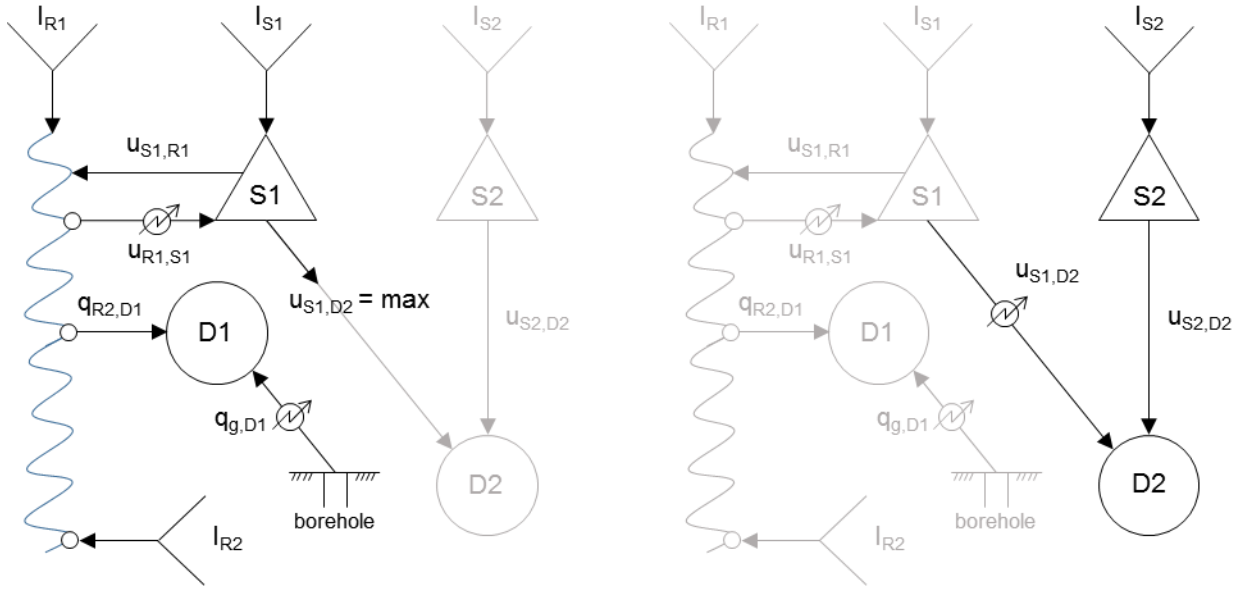 I_R1
I_S1
I_S2
u_S1,R1
S1
S2
u_R1,S1
q_R2,D1
u_S1,D2 = max
D1
u_S2,D2
q_g,D1
D2
borehole
I_R2
I_R1
I_S1
I_S2
u_S1,R1
S1
S2
u_R1,S1
u_S1,D2
q_R2,D1
D1
u_S2,D2
q_g,D1
D2
borehole
I_R2